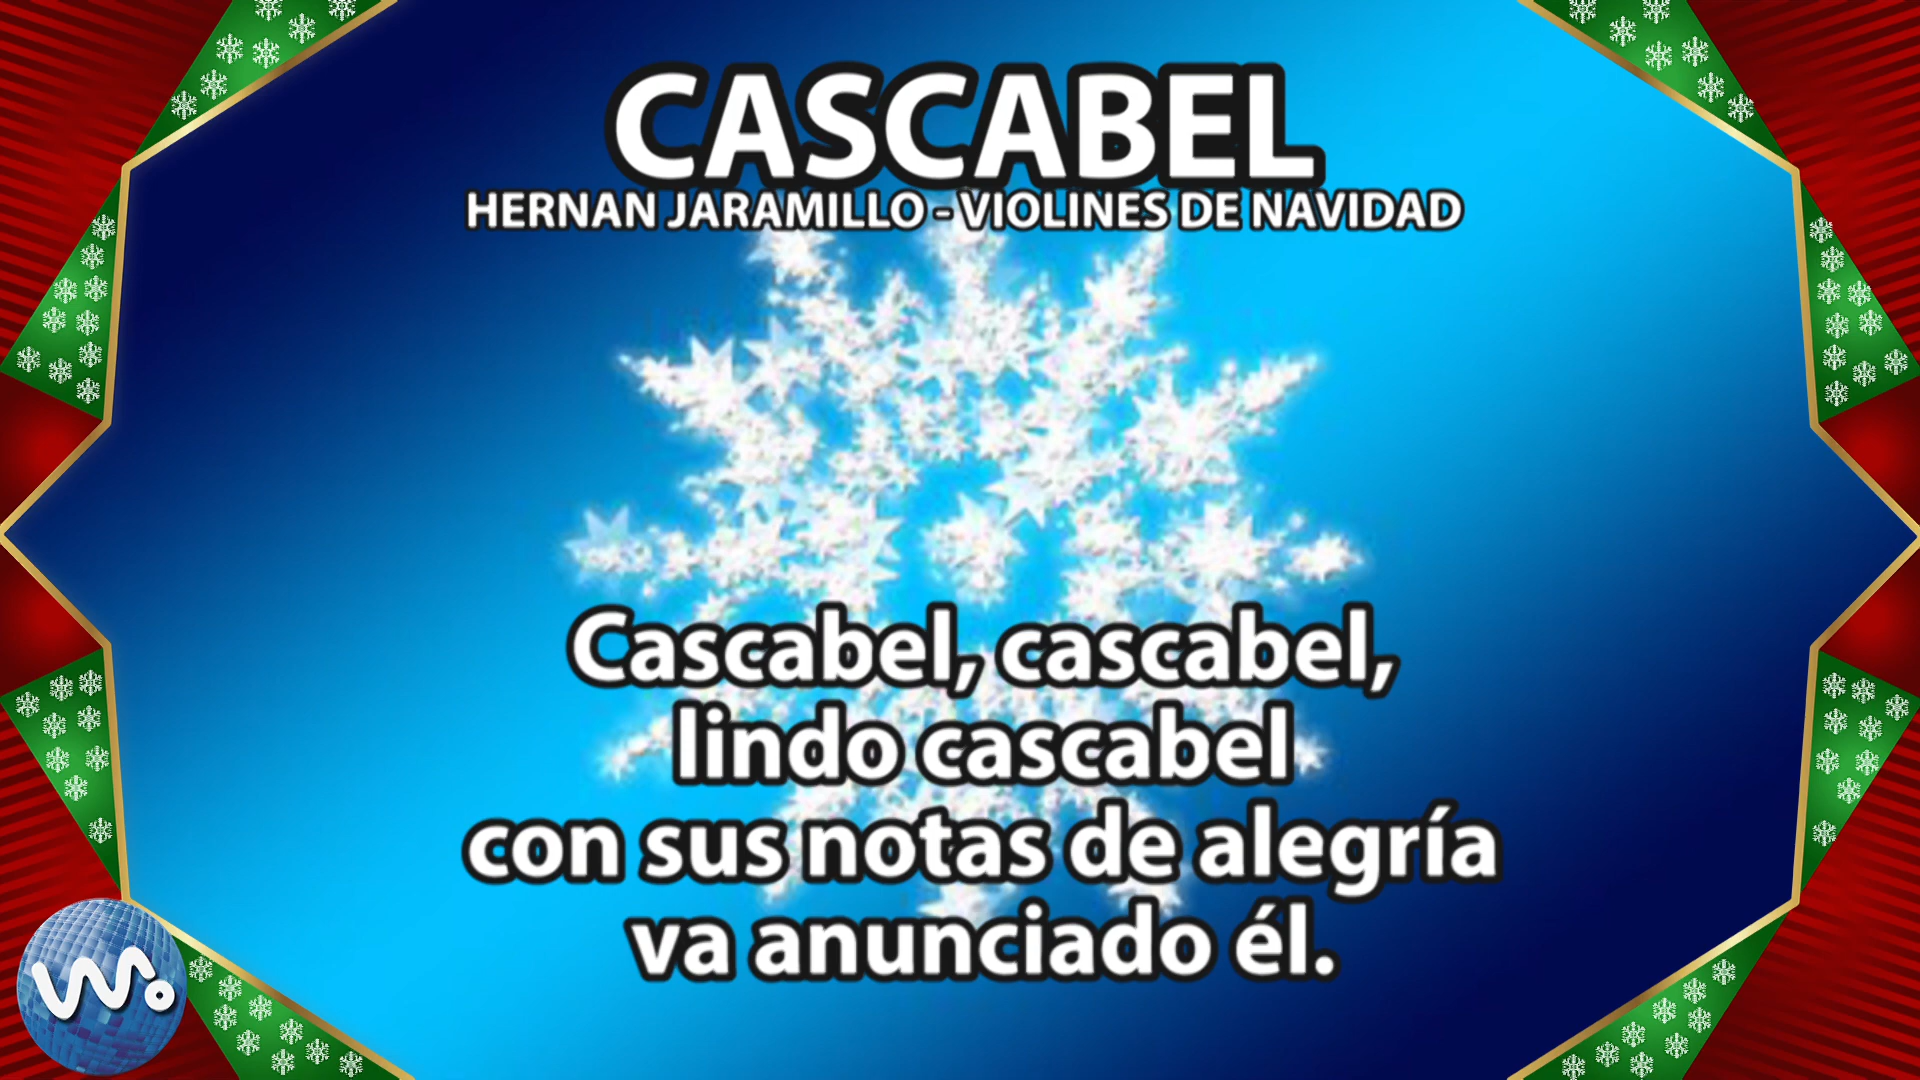 CASCABEL
HERNAN JARAMILLO - VIOLINES DE NAVIDAD
Cascabel, cascabel,
lindo cascabel
con sus notas de alegría
va anunciado él.